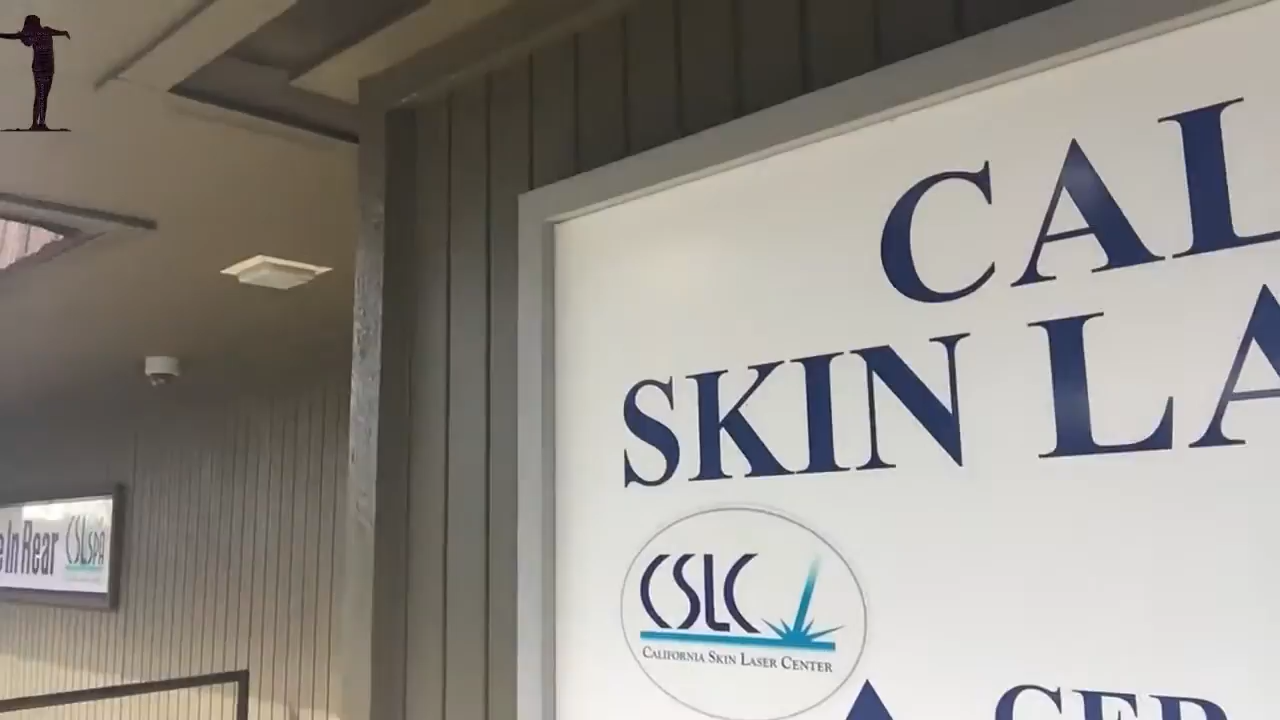 CAL
SKIN LA
CSLC
CALIFORNIA SKIN LASER CENTER
In Rear
CSLSPA